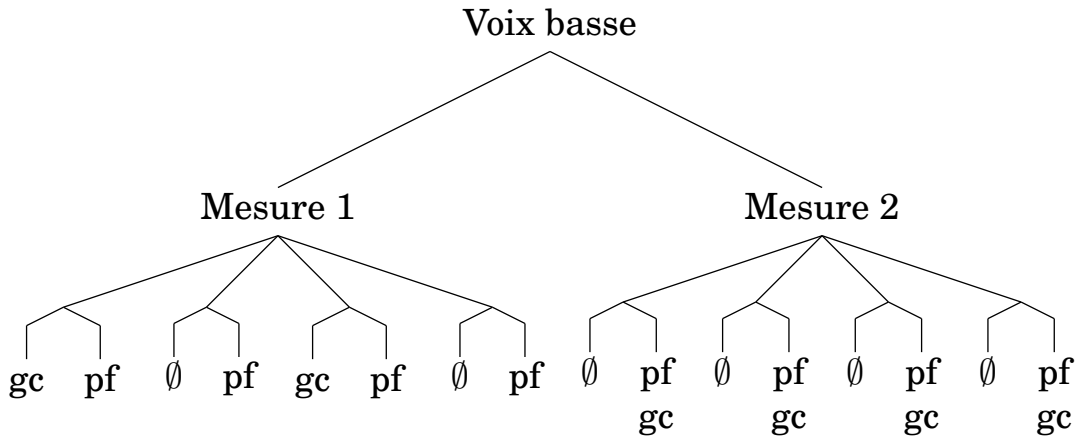 Voix basse
Mesure 1 Mesure 2
gc pf ∅ pf gc pf ∅ pf ∅ pf ∅ pf ∅ pf ∅ pf
gc gc gc gc